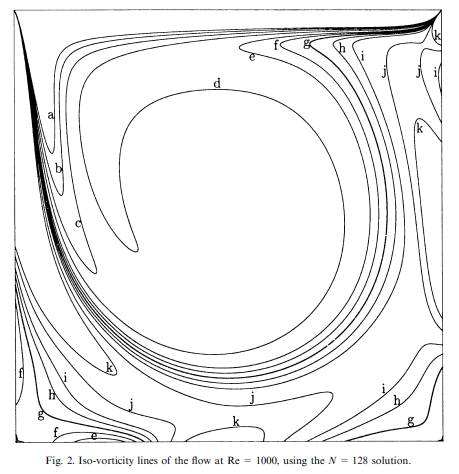 k
f g h i
e j j i
d
a k
b
c
k
f i j j
h i
g h
g
k
f e
Fig. 2. Iso-vorticity lines of the flow at Re = 1000, using the N = 128 solution.